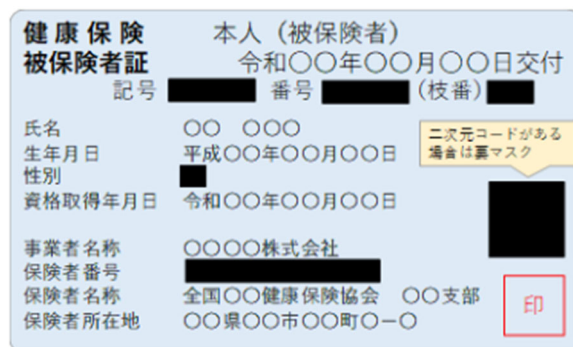 健康保険 本人(被保険者)
被保険者証 令和〇〇年〇〇月〇〇日交付
記号 番号 (枝番)
氏名 〇〇 〇〇〇
生年月日 平成〇〇年〇〇月〇〇日
性別
資格取得年月日 令和〇〇年〇〇月〇〇日
二次元コードがある
場合は要マスク
事業者名称 〇〇〇〇株式会社
保険者番号
保険者名称 全国〇〇健康保険協会 〇〇支部
保険者所在地 〇〇県〇〇市〇〇町〇ー〇
印